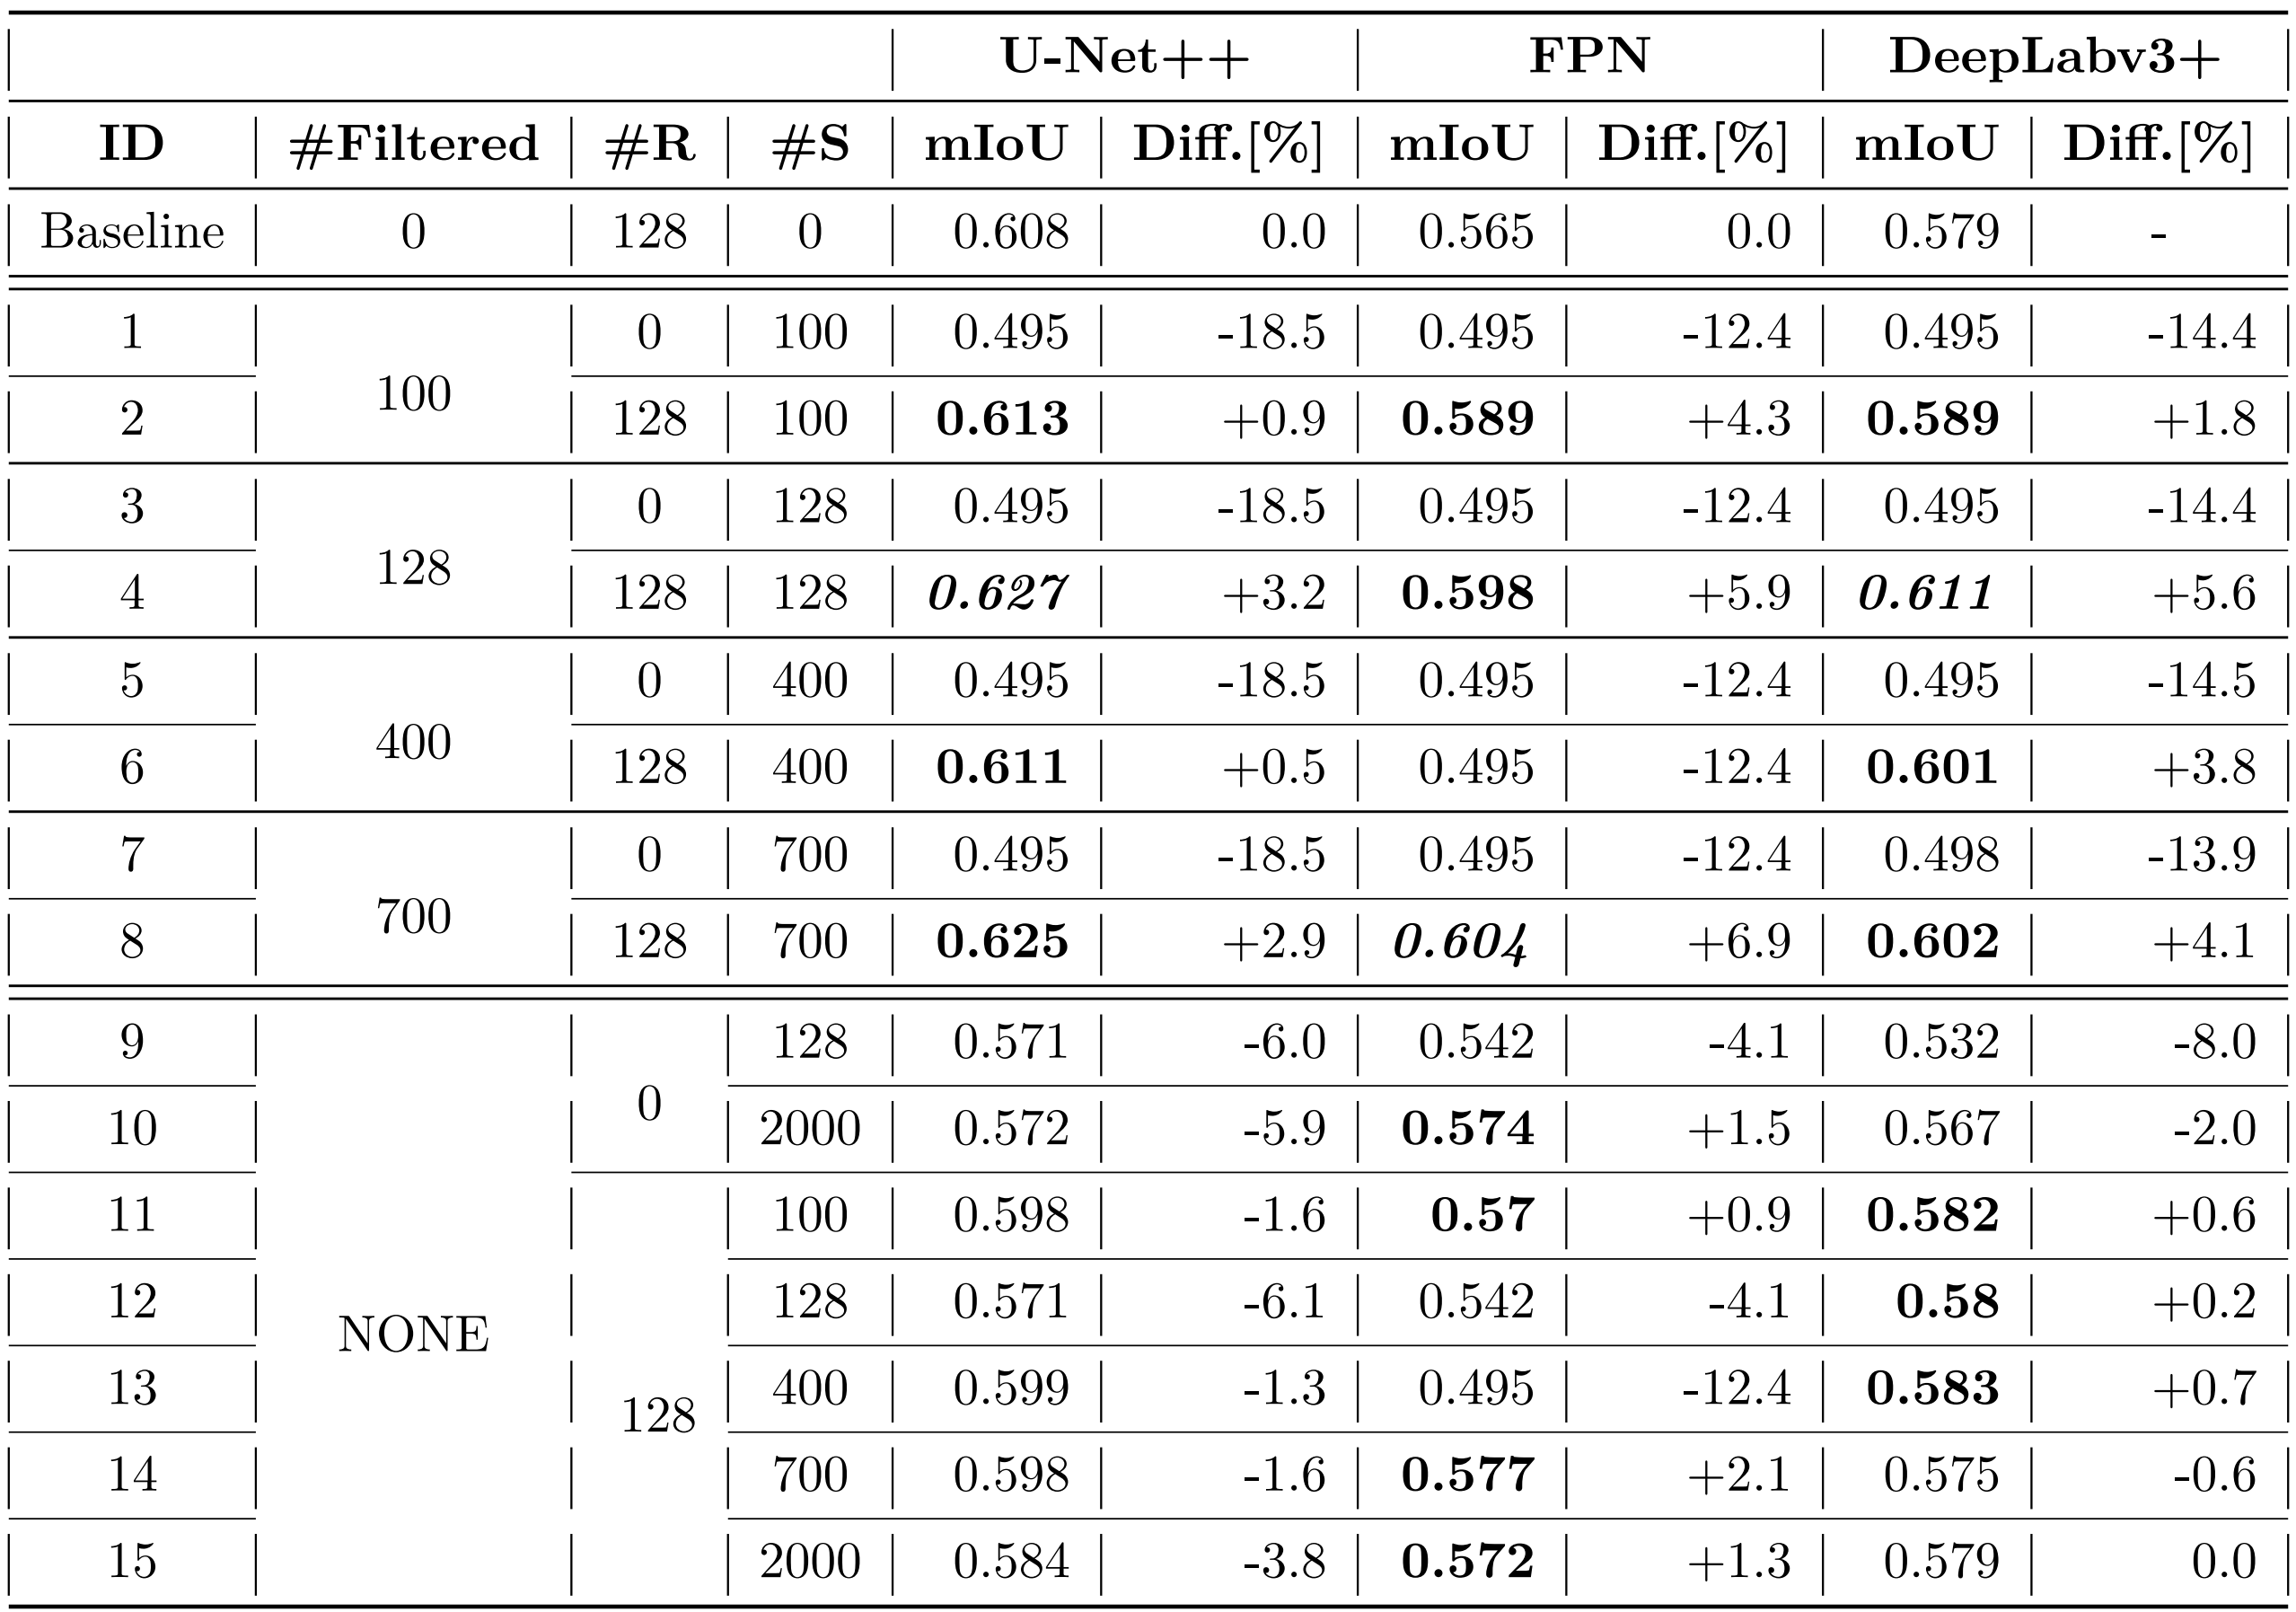 U-Net++ FPN DeepLabv3+
ID #Filtered #R #S mIoU Diff.[%] mIoU Diff.[%] mIoU Diff.[%]
Baseline 0 128 0 0.608 0.0 0.565 0.0 0.579 -
1 0 100 0.495 -18.5 0.495 -12.4 0.495 -14.4
100
2 128 100 0.613 +0.9 0.589 +4.3 0.589 +1.8
3 0 128 0.495 -18.5 0.495 -12.4 0.495 -14.4
128
4 128 128 0.627 +3.2 0.598 +5.9 0.611 +5.6
5 0 400 0.495 -18.5 0.495 -12.4 0.495 -14.5
400
6 128 400 0.611 +0.5 0.495 -12.4 0.601 +3.8
7 0 700 0.495 -18.5 0.495 -12.4 0.498 -13.9
700
8 128 700 0.625 +2.9 0.604 +6.9 0.602 +4.1
9 128 0.571 -6.0 0.542 -4.1 0.532 -8.0
0
10 2000 0.572 -5.9 0.574 +1.5 0.567 -2.0
11 100 0.598 -1.6 0.57 +0.9 0.582 +0.6
12 128 0.571 -6.1 0.542 -4.1 0.58 +0.2
NONE
13 400 0.599 -1.3 0.495 -12.4 0.583 +0.7
128
14 700 0.598 -1.6 0.577 +2.1 0.575 -0.6
15 2000 0.584 -3.8 0.572 +1.3 0.579 0.0